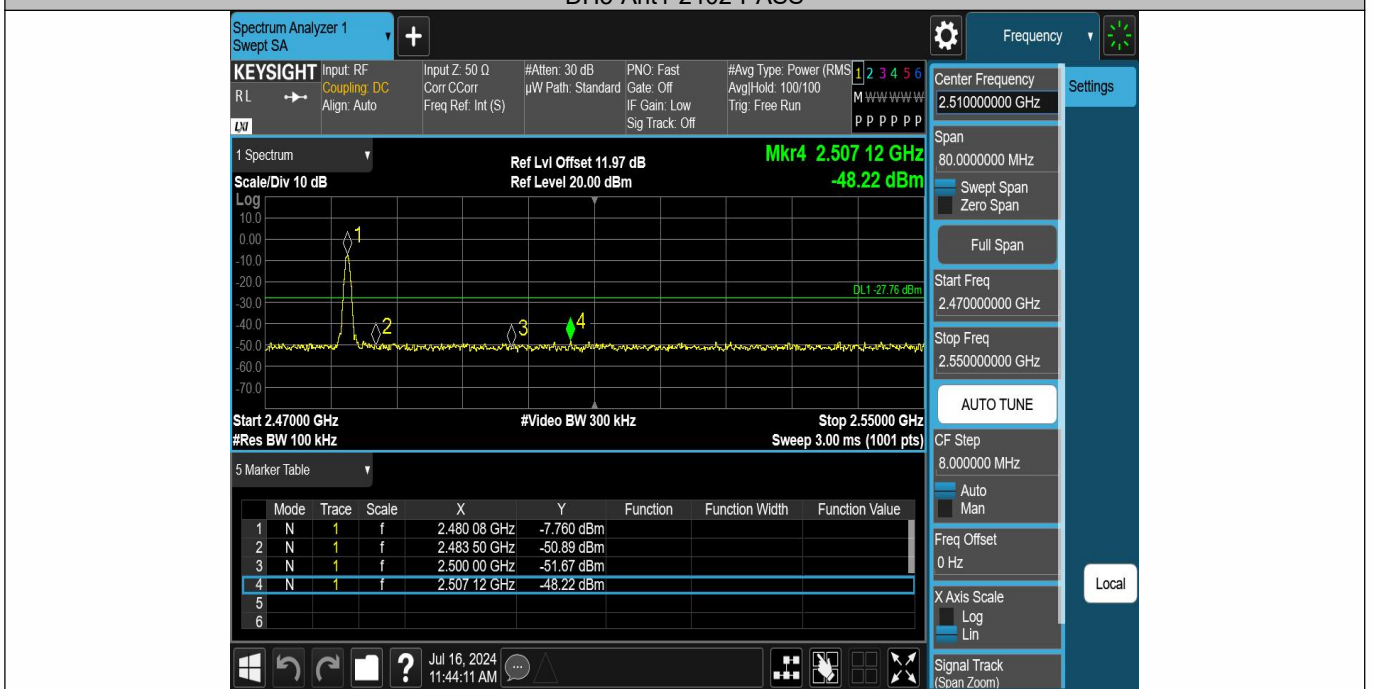 Spectrum Analyzer 1
Swept SA
Frequency
KEYSIGHT
RL
LXI
Input: RF
Coupling: DC
Align: Auto
Input Z: 50 Ω
Corr CCorr
Freq Ref: Int (S)
#Atten: 30 dB
µW Path: Standard
PNO: Fast
Gate: Off
IF Gain: Low
Sig Track: Off
#Avg Type: Power (RMS
Avg|Hold: 100/100
Trig: Free Run
1 2 3 4 5 6
M W W W W W
P P P P P P
1 Spectrum
Scale/Div 10 dB
Ref Lvl Offset 11.97 dB
Ref Level 20.00 dBm
Mkr4 2.507 12 GHz
-48.22 dBm
Log
10.0
0.00
-10.0
-20.0
-30.0
-40.0
-50.0
-60.0
-70.0
1
2
3
4
DL1 -27.76 dBm
Start 2.47000 GHz
#Video BW 300 kHz
Stop 2.55000 GHz
#Res BW 100 kHz
Sweep 3.00 ms (1001 pts)
5 Marker Table
Mode Trace Scale X Y Function Function Width Function Value
1 N 1 f 2.480 08 GHz -7.760 dBm
2 N 1 f 2.483 50 GHz -50.89 dBm
3 N 1 f 2.500 00 GHz -51.67 dBm
4 N 1 f 2.507 12 GHz -48.22 dBm
5
6
Jul 16, 2024
11:44:11 AM
Center Frequency
2.510000000 GHz
Settings
Span
80.0000000 MHz
Swept Span
Zero Span
Full Span
Start Freq
2.470000000 GHz
Stop Freq
2.550000000 GHz
AUTO TUNE
CF Step
8.000000 MHz
Auto
Man
Freq Offset
0 Hz
X Axis Scale
Log
Lin
Local
Signal Track
(Span Zoom)